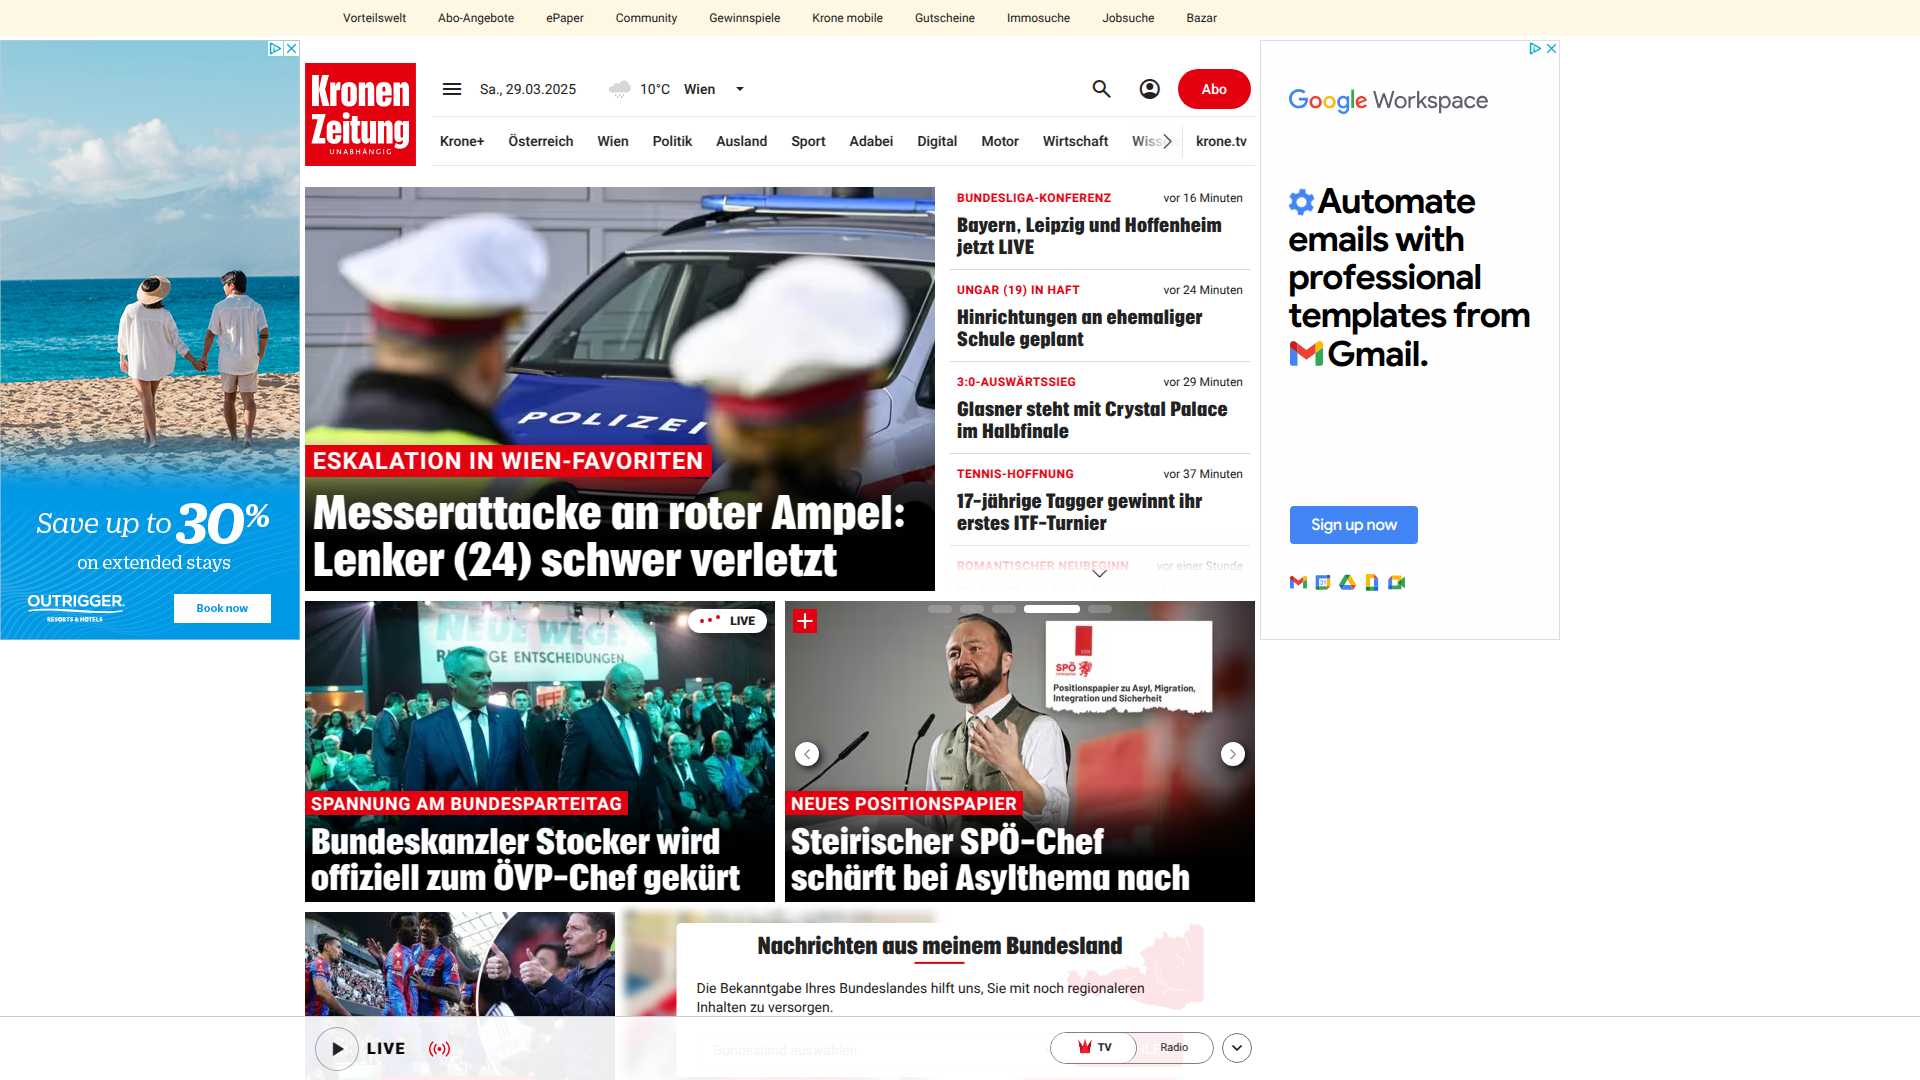 Vorteilswelt Abo-Angebote ePaper Community Gewinnspiele Krone mobile Gutscheine Immosuche Jobsuche Bazar
Kronen
Zeitung
UNABHÄNGIG
Sa., 29.03.2025 10°C Wien
Abo
Krone+ Österreich Wien Politik Ausland Sport Adabei Digital Motor Wirtschaft krone.tv
Save up to 30%
on extended stays
OUTRIGGER.
RESORTS & HOTELS
Book now
POLIZEI
ESKALATION IN WIEN-FAVORITEN
Messerattacke an roter Ampel:
Lenker (24) schwer verletzt
BUNDESLIGA-KONFERENZ vor 16 Minuten
Bayern, Leipzig und Hoffenheim
jetzt LIVE
UNGAR (19) IN HAFT vor 24 Minuten
Hinrichtungen an ehemaliger
Schule geplant
3:0-AUSWÄRTSSIEG vor 29 Minuten
Glasner steht mit Crystal Palace
im Halbfinale
TENNIS-HOFFNUNG vor 37 Minuten
17-jährige Tagger gewinnt ihr
erstes ITF-Turnier
ROMANTISCHER NEUBEGINN vor einer Stunde
Google Workspace
Automate
emails with
professional
templates from
Gmail.
Sign up now
LIVE
NEUE WEGE.
ENTSCHEIDUNGEN.
SPANNUNG AM BUNDESPARTEITAG
Bundeskanzler Stocker wird
offiziell zum ÖVP-Chef gekürt
SPÖ
Positionspapier zu Asyl, Migration,
Integration und Sicherheit
NEUES POSITIONSPAPIER
Steirischer SPÖ-Chef
schärft bei Asylthema nach
Nachrichten aus meinem Bundesland
Die Bekanntgabe Ihres Bundeslandes hilft uns, Sie mit noch regionaleren
Inhalten zu versorgen.
Bundesland auswählen
LIVE
TV Radio